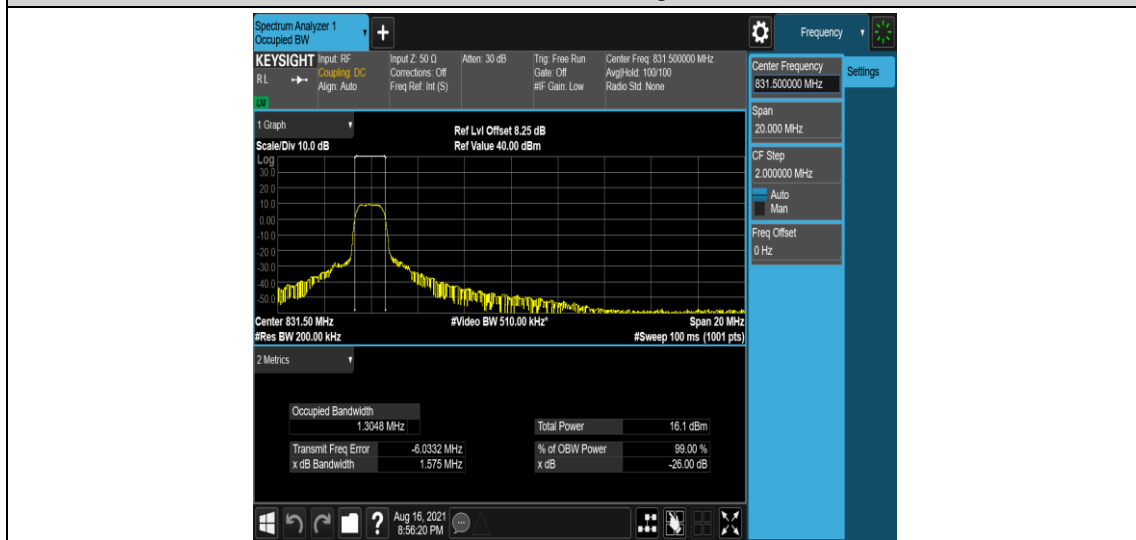 Spectrum Analyzer 1
Occupied BW
+
Frequency
KEYSIGHT
Input: RF
Input Z: 50 Ω
Atten: 30 dB
Trig: Free Run
Center Freq: 831.500000 MHz
RL
Coupling: DC
Corrections: Off
Gate: Off
Avg|Hold: 100/100
Align: Auto
Freq Ref: Int (S)
#IF Gain: Low
Radio Std: None
LXI
Center Frequency
831.500000 MHz
Settings
Span
20.000 MHz
CF Step
2.000000 MHz
Auto
Man
Freq Offset
0 Hz
1 Graph
Ref Lvl Offset 8.25 dB
Scale/Div 10.0 dB
Ref Value 40.00 dBm
Log
30.0
20.0
10.0
0.00
-10.0
-20.0
-30.0
-40.0
-50.0
Center 831.50 MHz
#Video BW 510.00 kHz*
Span 20 MHz
#Res BW 200.00 kHz
#Sweep 100 ms (1001 pts)
2 Metrics
Occupied Bandwidth
1.3048 MHz
Total Power 16.1 dBm
Transmit Freq Error -6.0332 MHz
% of OBW Power 99.00 %
x dB Bandwidth 1.575 MHz
x dB -26.00 dB
?
Aug 16, 2021
8:56:20 PM